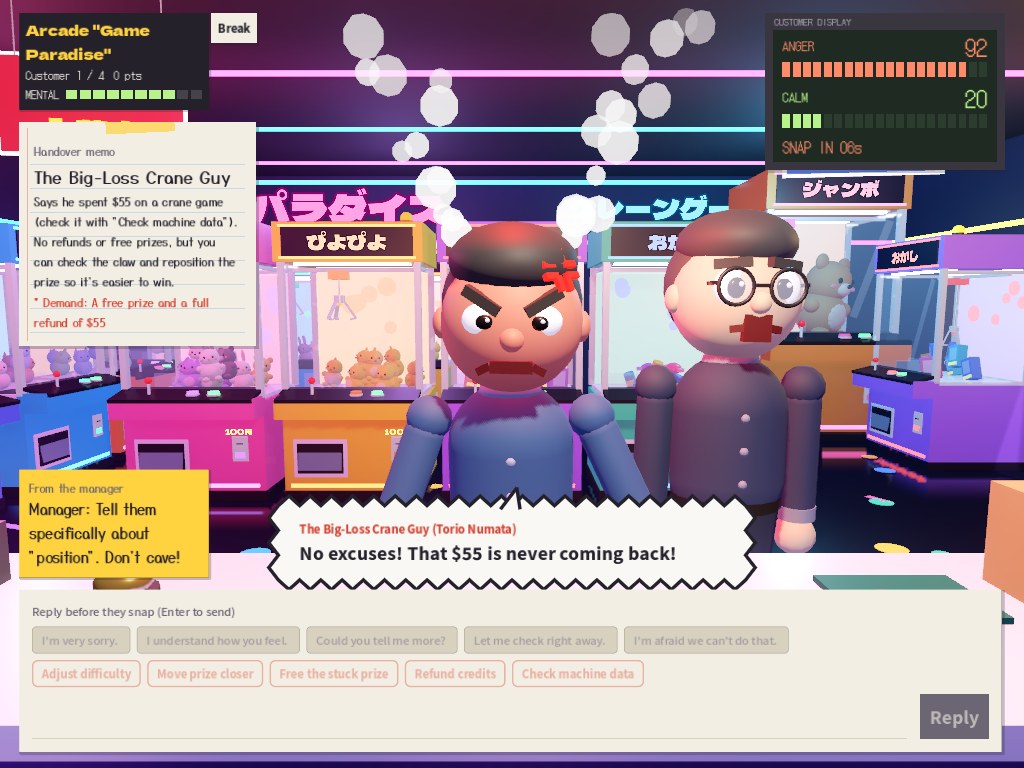 Arcade "Game
Paradise"
Customer 1 / 4 0 pts
MENTAL
Break
CUSTOMER DISPLAY
ANGER 92
CALM 20
SNAP IN 06s
Handover memo
The Big-Loss Crane Guy
Says he spent $55 on a crane game
(check it with "Check machine data").
No refunds or free prizes, but you
can check the claw and reposition the
prize so it's easier to win.
* Demand: A free prize and a full
refund of $55
パラダイス
レーンゲー
ジャンボ
ぴよぴよ
おか
おかし
100円
100
From the manager
Manager: Tell them
specifically about
"position". Don't cave!
The Big-Loss Crane Guy (Torio Numata)
No excuses! That $55 is never coming back!
Reply before they snap (Enter to send)
I'm very sorry.
I understand how you feel.
Could you tell me more?
Let me check right away.
I'm afraid we can't do that.
Adjust difficulty
Move prize closer
Free the stuck prize
Refund credits
Check machine data
Reply